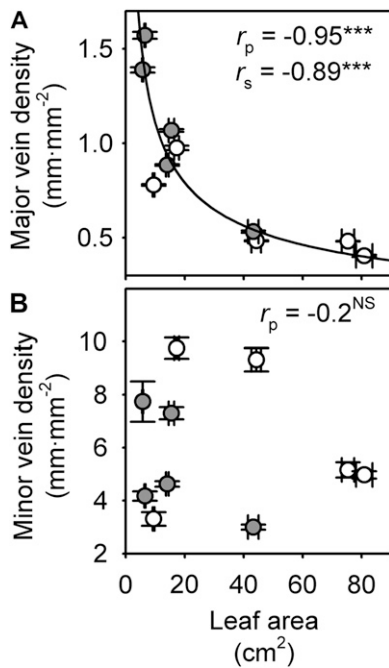 A
r_p = -0.95***
r_s = -0.89***
Major vein density
(mm·mm⁻²)
1.5
1.0
0.5
B
r_p = -0.2^NS
Minor vein density
(mm·mm⁻²)
10
8
6
4
2
0 20 40 60 80
Leaf area
(cm²)